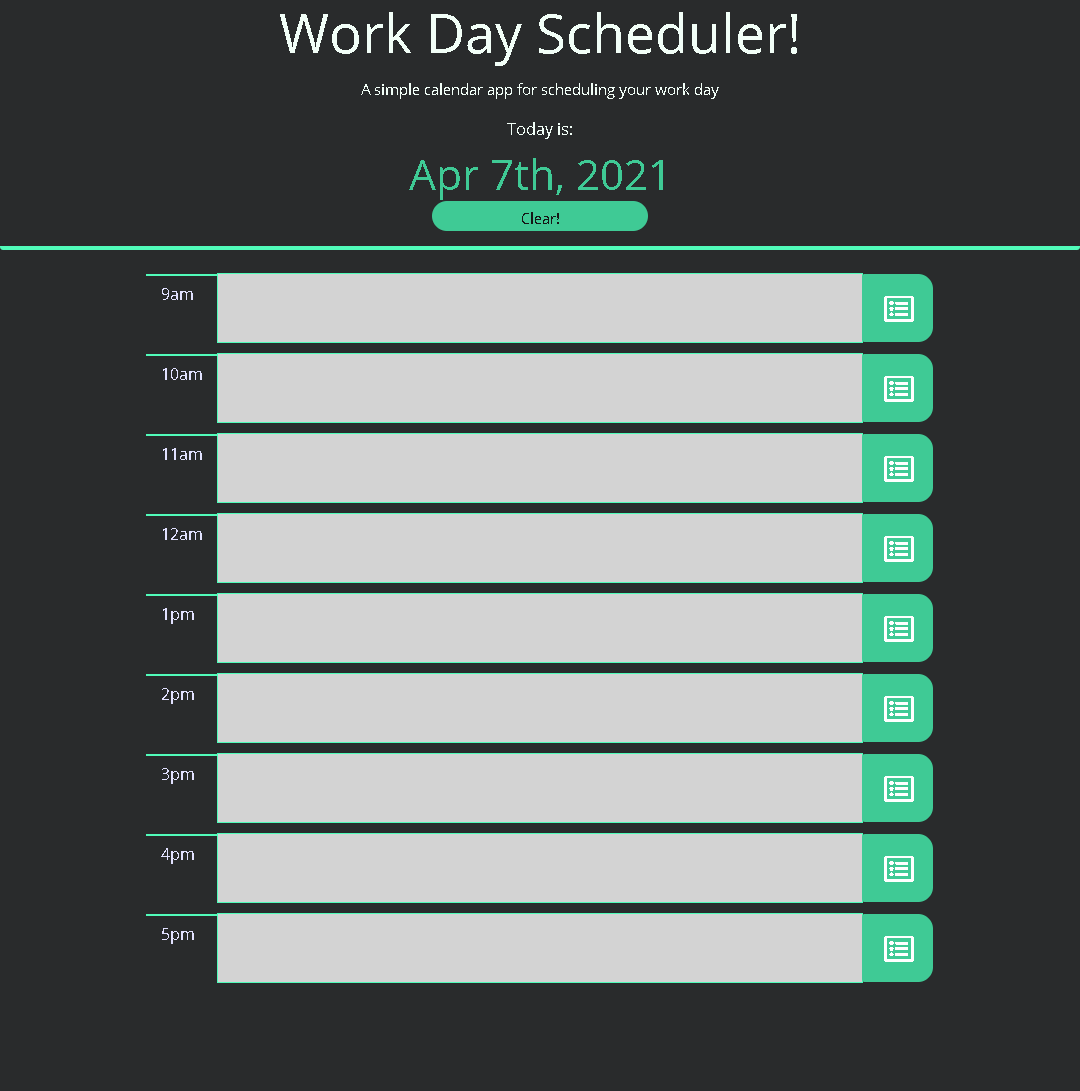 Work Day Scheduler!
A simple calendar app for scheduling your work day
Today is:
Apr 7th, 2021
Clear!
9am
10am
11am
12am
1pm
2pm
3pm
4pm
5pm